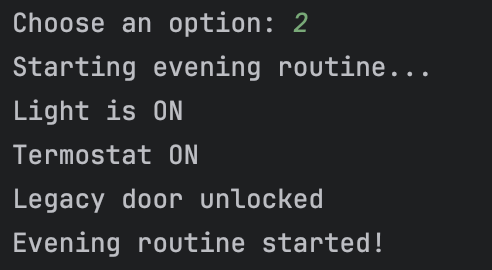 Choose an option: 2
Starting evening routine...
Light is ON
Termostat ON
Legacy door unlocked
Evening routine started!